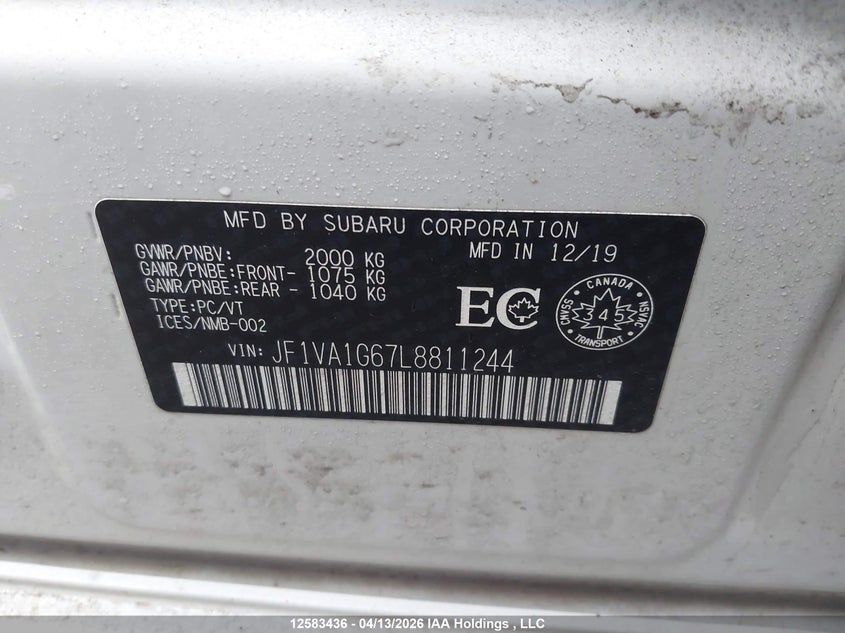 MFD BY SUBARU CORPORATION
GVWR/PNBV: 2000 KG MFD IN 12/19
GAWR/PNBE:FRONT- 1075 KG
GAWR/PNBE:REAR - 1040 KG
TYPE:PC/VT
ICES/NMB-002
EC
CANADA
CMVSS 345 NSVAC
TRANSPORT
VIN: JF1VA1G67L8811244
12583436 - 04/13/2026 IAA Holdings , LLC